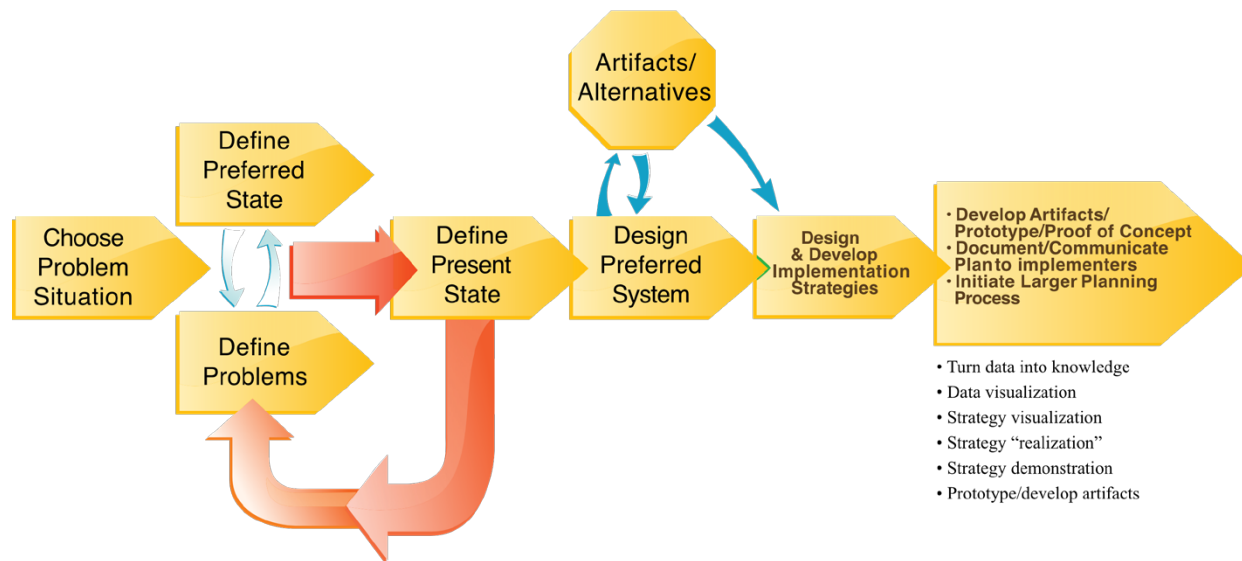 Choose
Problem
Situation
Define
Preferred
State
Define
Problems
Define
Present
State
Artifacts/
Alternatives
Design
Preferred
System
Design
& Develop
Implementation
Strategies
• Develop Artifacts/
Prototype/Proof of Concept
• Document/Communicate
Plan to implementers
• Initiate Larger Planning
Process
• Turn data into knowledge
• Data visualization
• Strategy visualization
• Strategy “realization”
• Strategy demonstration
• Prototype/develop artifacts